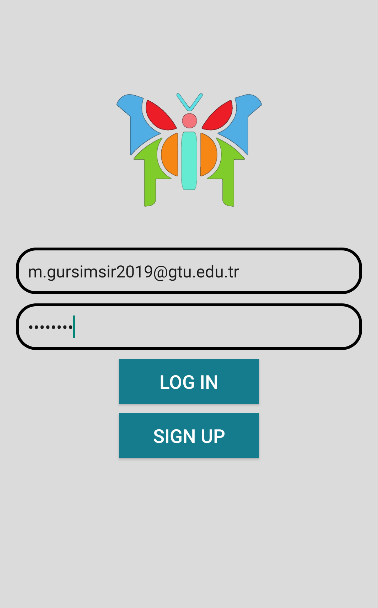 m.gursimsir2019@gtu.edu.tr
••••••••
LOG IN
SIGN UP